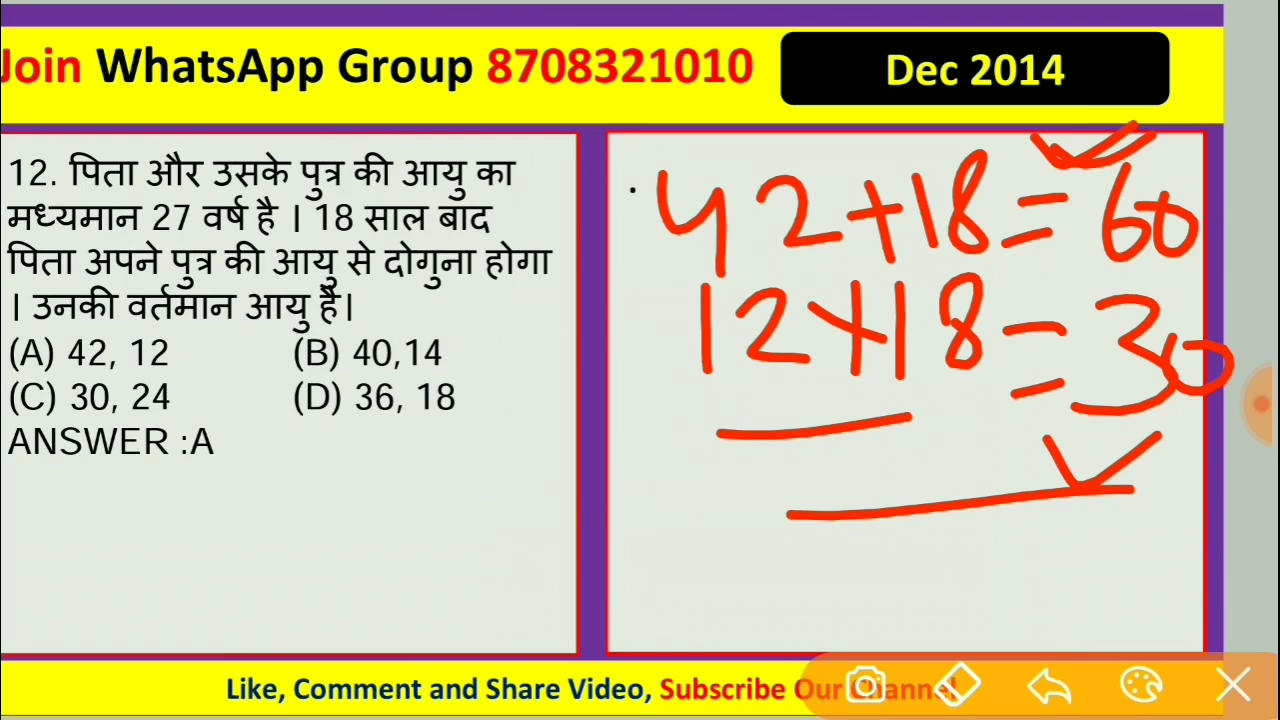 Join WhatsApp Group 8708321010
Dec 2014
12. पिता और उसके पुत्र की आयु का
मध्यमान 27 वर्ष है । 18 साल बाद
पिता अपने पुत्र की आयु से दोगुना होगा
। उनकी वर्तमान आयु है।
(A) 42, 12 (B) 40,14
(C) 30, 24 (D) 36, 18
ANSWER :A
42+18=60
12+18=30
Like, Comment and Share Video, Subscribe Our Channel